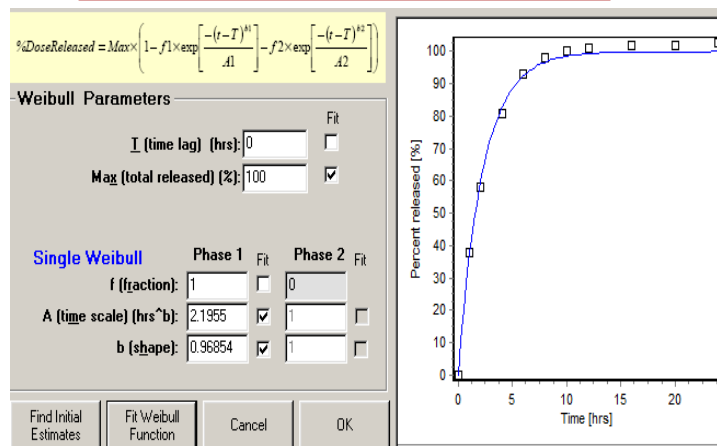 %DoseReleased = Max×(1−f1×exp[−(t−T)^b1/A1]−f2×exp[−(t−T)^b2/A2])
Weibull Parameters
Fit
T (time lag) (hrs): 0
Max (total released) (%): 100
Single Weibull Phase 1 Fit Phase 2 Fit
f (fraction): 1 0
A (time scale) (hrs^b): 2.1955 1
b (shape): 0.96854 1
Find Initial Estimates
Fit Weibull Function
Cancel
OK
Percent released [%]
100
90
80
70
60
50
40
30
20
10
0
0 5 10 15 20
Time [hrs]